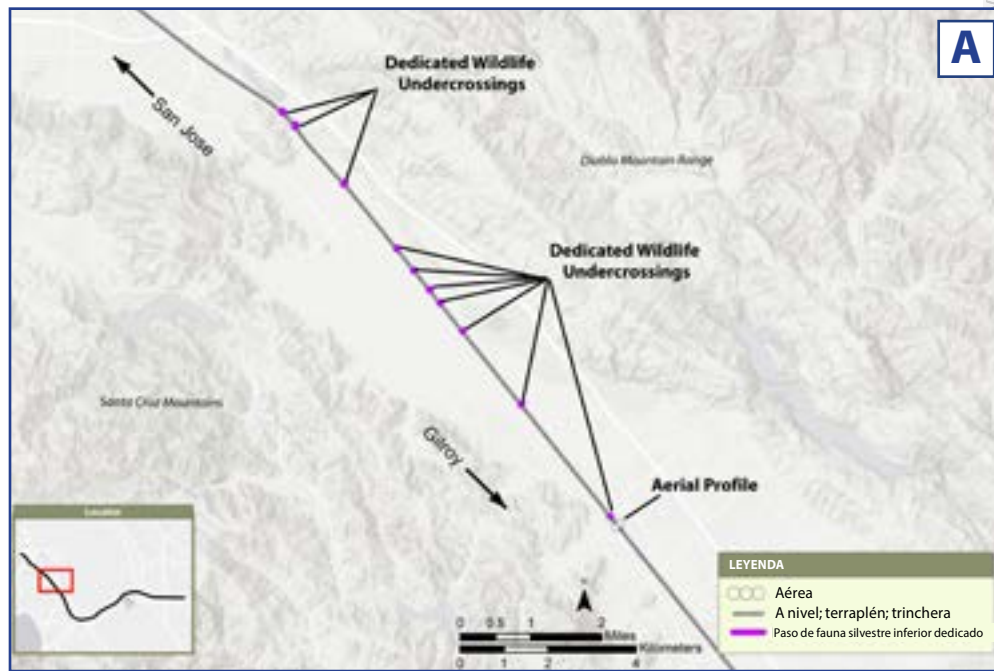 A
Dedicated Wildlife
Undercrossings
San Jose
Diablo Mountain Range
Dedicated Wildlife
Undercrossings
Santa Cruz Mountains
Gilroy
Aerial Profile
Locator
LEYENDA
Aérea
A nivel; terraplén; trinchera
Paso de fauna silvestre inferior dedicado
0 0.5 1 2
Miles
Kilometers
0 1 2 4